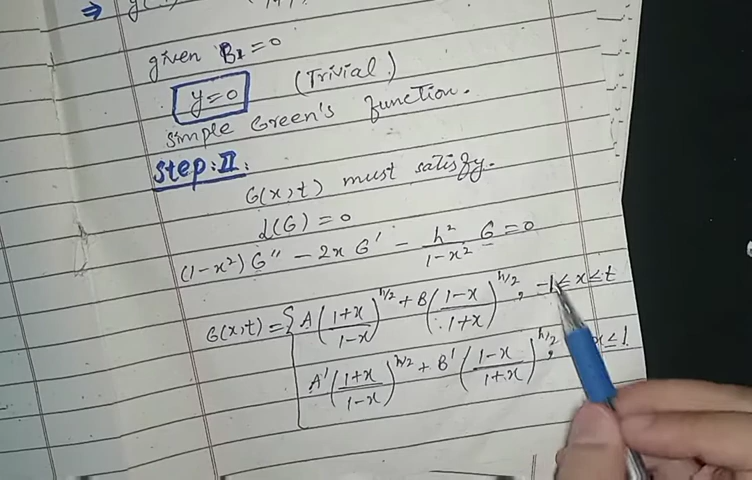 ⇒ y(
given B₁ = 0
y=0 (Trivial)
simple Green's function.
Step: II:
G(x,t) must satisfy.
L(G) = 0
(1-x²) G'' - 2x G' - h²/(1-x²) G = 0
G(x,t) = { A((1+x)/(1-x))^(h/2) + B((1-x)/(1+x))^(h/2), -1≤x≤t
A'((1+x)/(1-x))^(h/2) + B'((1-x)/(1+x))^(h/2), x≤1